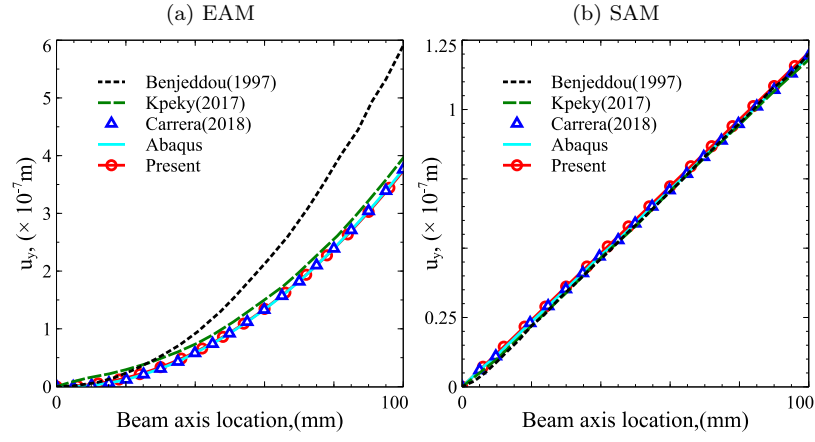 (a) EAM
6
5
4
3
2
1
0
u_y, (× 10^-7m)
Benjeddou(1997)
Kpeky(2017)
Carrera(2018)
Abaqus
Present
0
100
Beam axis location,(mm)
(b) SAM
1.25
1
0.25
0
u_y, (× 10^-7m)
Benjeddou(1997)
Kpeky(2017)
Carrera(2018)
Abaqus
Present
0
100
Beam axis location,(mm)